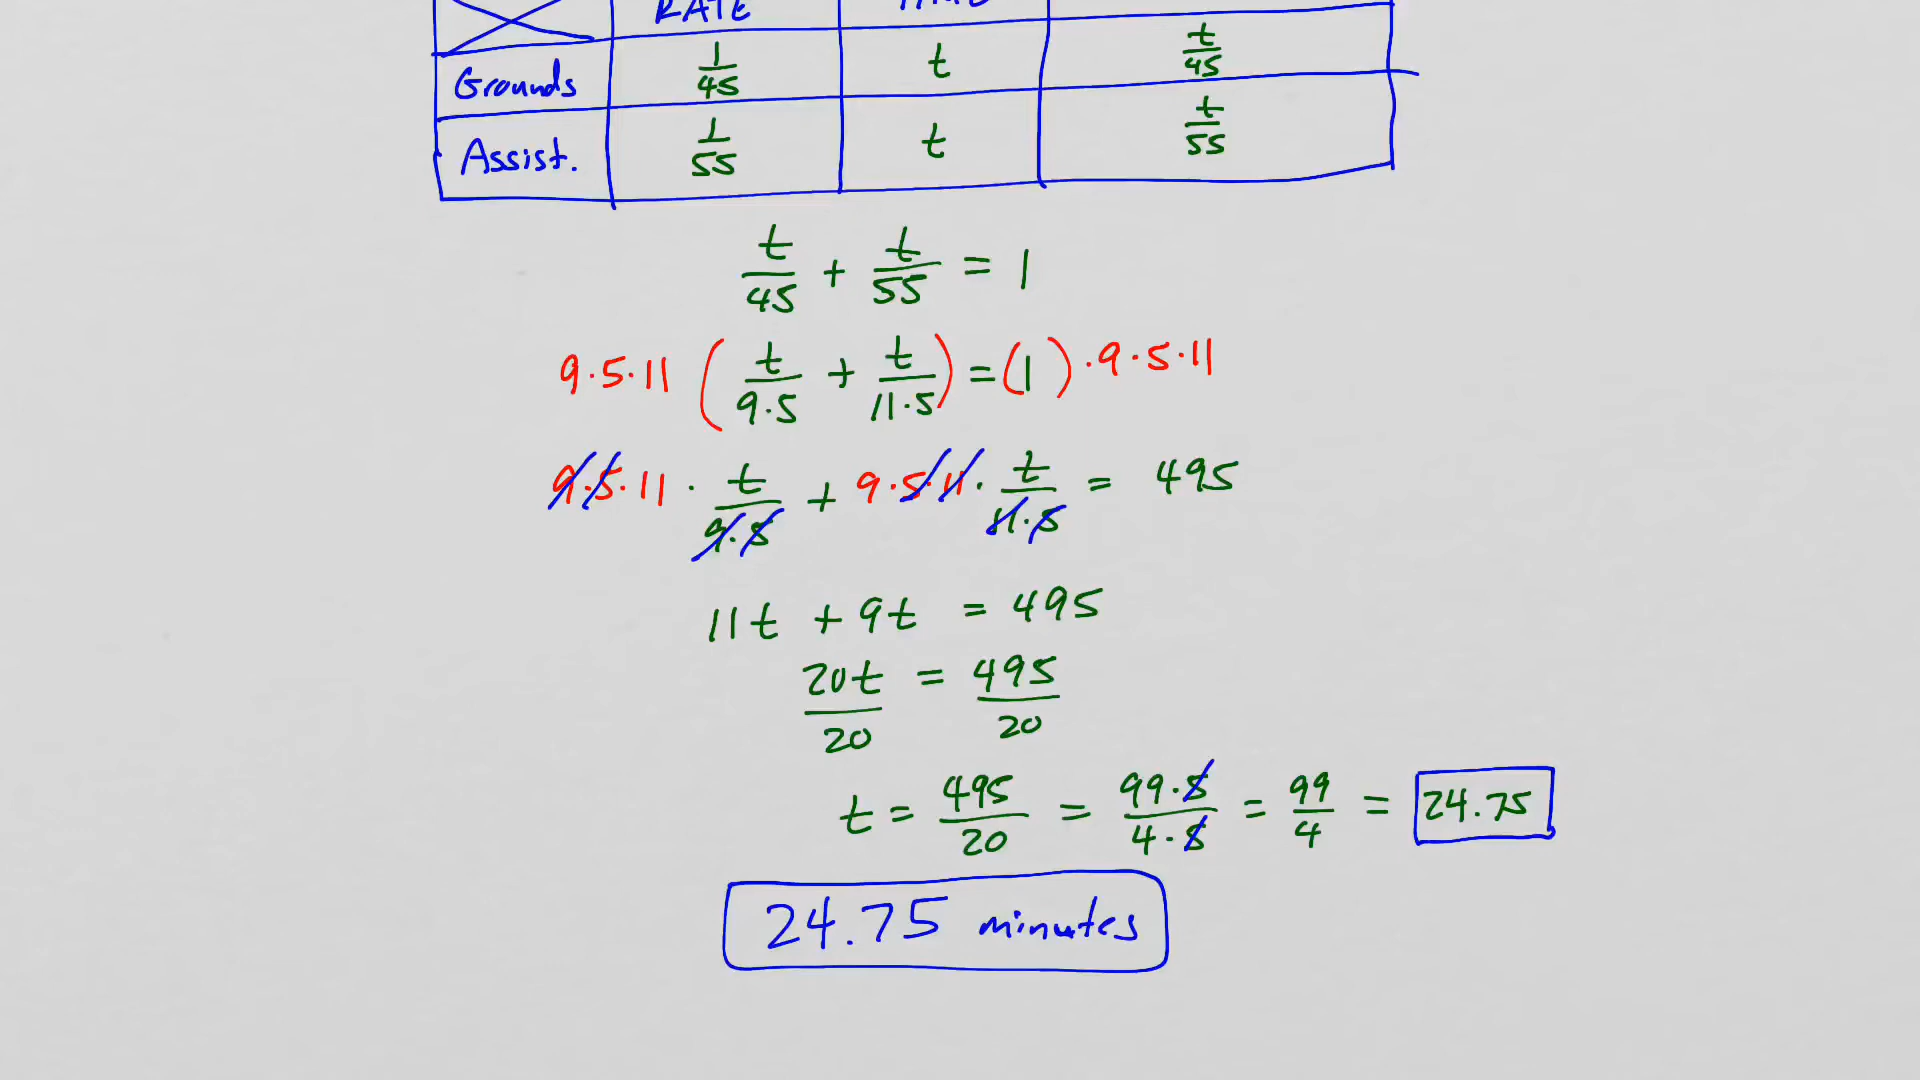 RATE TIME
Grounds 1/45 t t/45
Assist. 1/55 t t/55
t/45 + t/55 = 1
9·5·11 ( t/9·5 + t/11·5 ) = (1) ·9·5·11
9·5·11 · t/9·5 + 9·5·11 · t/11·5 = 495
11t + 9t = 495
20t/20 = 495/20
t = 495/20 = 99·5/4·5 = 99/4 = 24.75
24.75 minutes